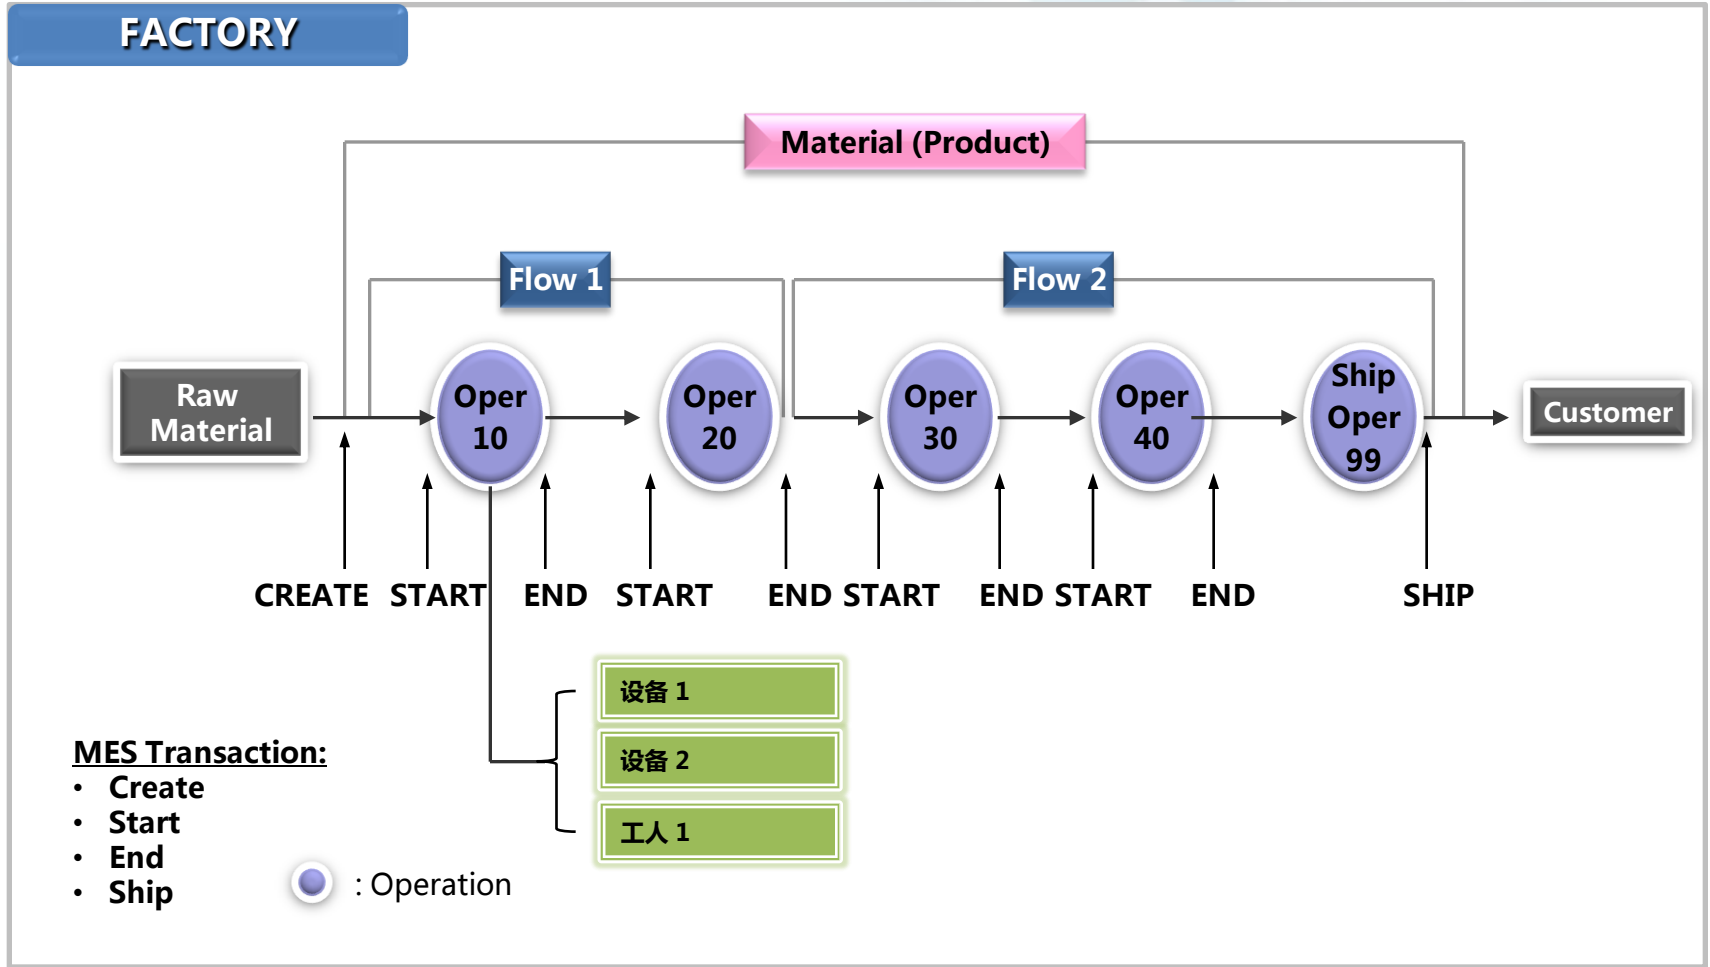 FACTORY
Material (Product)
Flow 1
Flow 2
Raw
Material
Oper
10
Oper
20
Oper
30
Oper
40
Ship
Oper
99
Customer
CREATE
START
END
START
END
START
END
START
END
SHIP
设备 1
设备 2
工人 1
MES Transaction:
• Create
• Start
• End
• Ship
: Operation